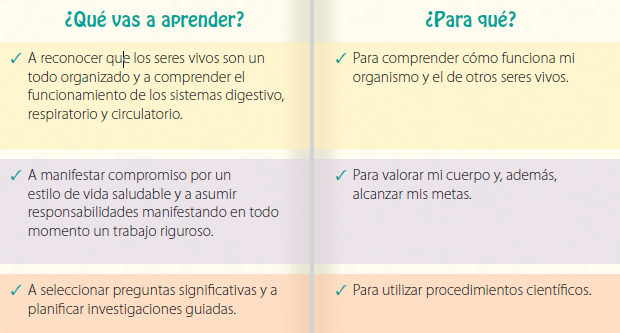 ¿Qué vas a aprender?
¿Para qué?
✓ A reconocer que los seres vivos son un
todo organizado y a comprender el
funcionamiento de los sistemas digestivo,
respiratorio y circulatorio.
✓ Para comprender cómo funciona mi
organismo y el de otros seres vivos.
✓ A manifestar compromiso por un
estilo de vida saludable y a asumir
responsabilidades manifestando en todo
momento un trabajo riguroso.
✓ Para valorar mi cuerpo y, además,
alcanzar mis metas.
✓ A seleccionar preguntas significativas y a
planificar investigaciones guiadas.
✓ Para utilizar procedimientos científicos.